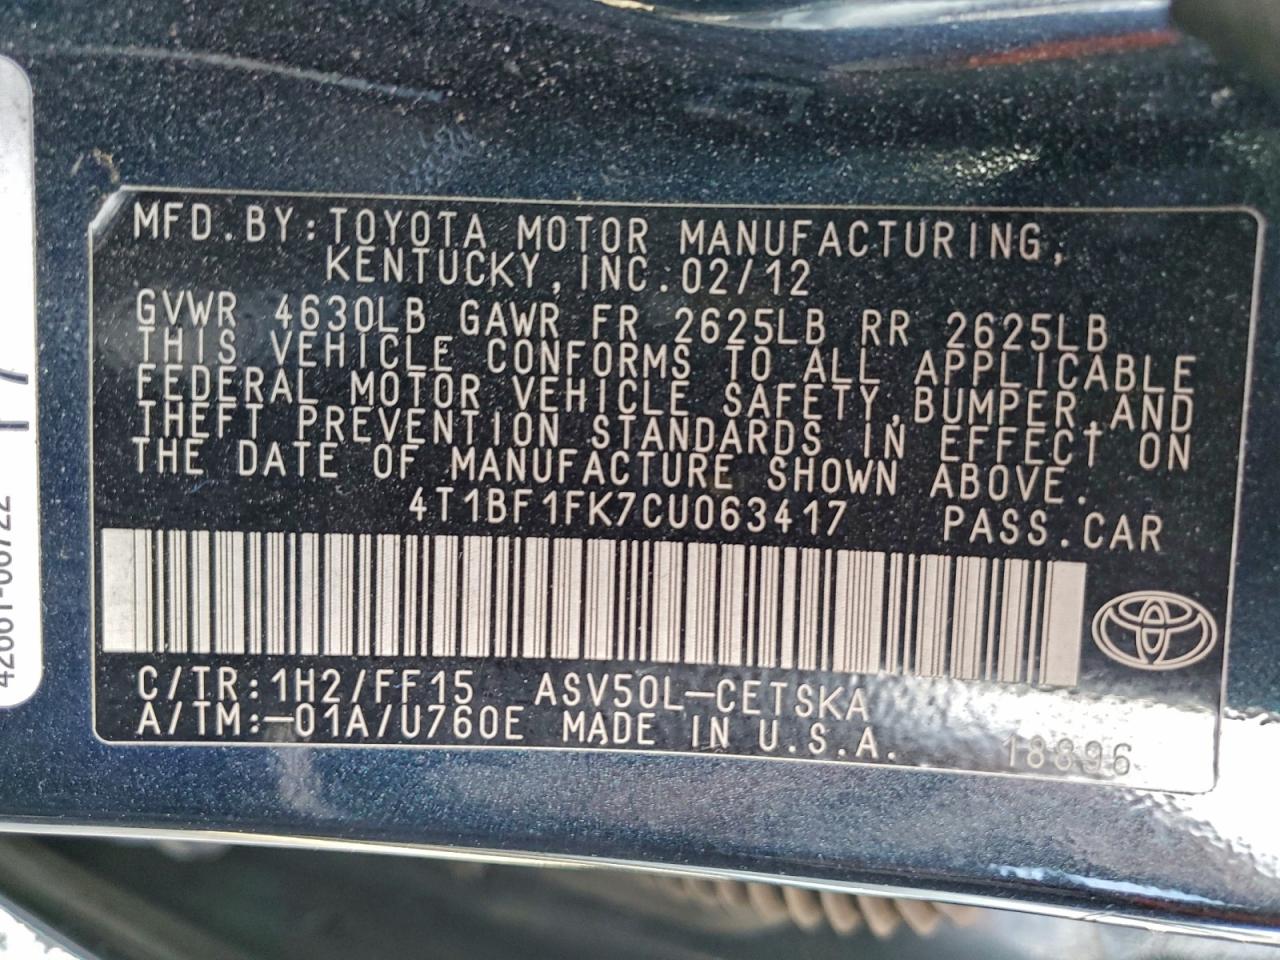 MFD.BY:TOYOTA MOTOR MANUFACTURING,
KENTUCKY,INC.02/12
GVWR 4630LB GAWR FR 2625LB RR 2625LB
THIS VEHICLE CONFORMS TO ALL APPLICABLE
FEDERAL MOTOR VEHICLE SAFETY,BUMPER,AND
THEFT PREVENTION STANDARDS IN EFFECT ON
THE DATE OF MANUFACTURE SHOWN ABOVE.
4T1BF1FK7CU063417 PASS.CAR
C/TR:1H2/FF15 ASV50L-CETSKA
A/TM:-01A/U760E MADE IN U.S.A.
18896